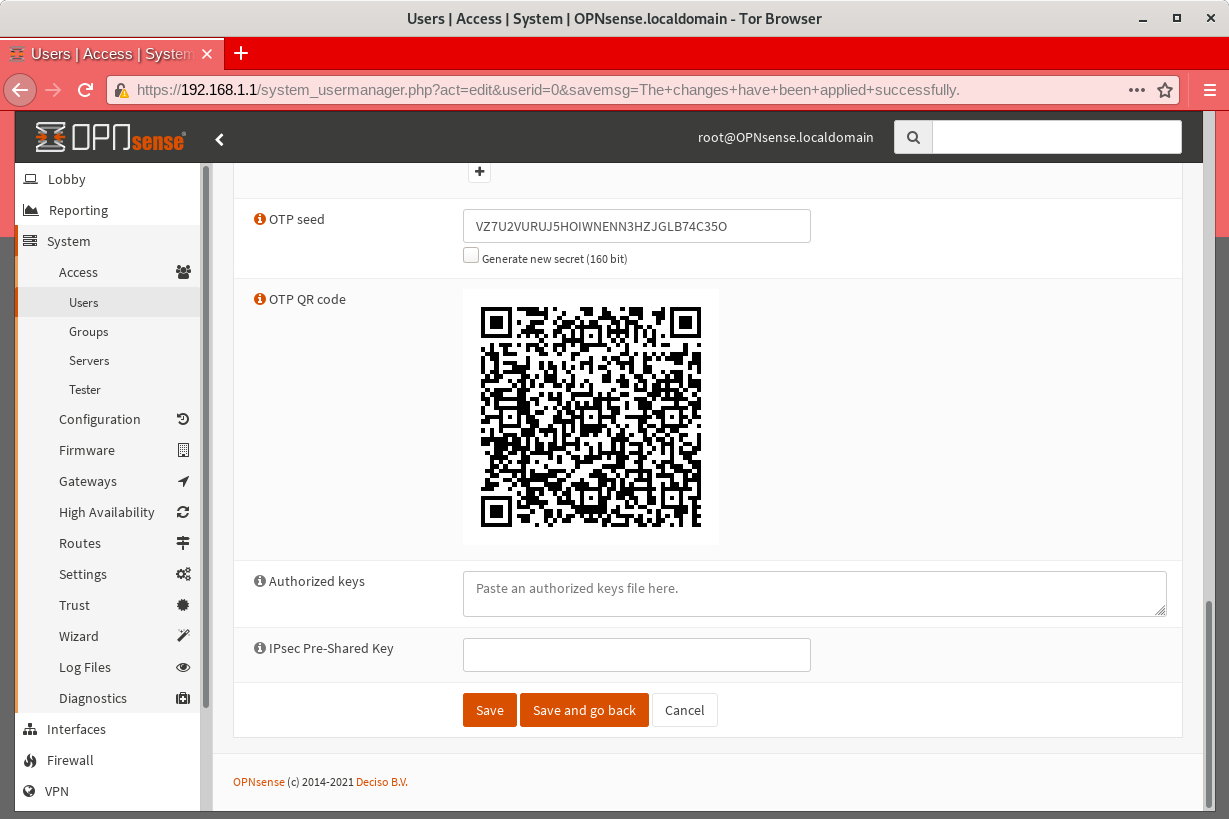 Users | Access | System | OPNsense.localdomain - Tor Browser
Users | Access | System
https://192.168.1.1/system_usermanager.php?act=edit&userid=0&savemsg=The+changes+have+been+applied+successfully.
OPNsense
root@OPNsense.localdomain
Lobby
Reporting
System
Access
Users
Groups
Servers
Tester
Configuration
Firmware
Gateways
High Availability
Routes
Settings
Trust
Wizard
Log Files
Diagnostics
Interfaces
Firewall
VPN
OTP seed
VZ7U2VURUJ5HOIWNENN3HZJGLB74C35O
Generate new secret (160 bit)
OTP QR code
Authorized keys
Paste an authorized keys file here.
IPsec Pre-Shared Key
Save
Save and go back
Cancel
OPNsense (c) 2014-2021 Deciso B.V.